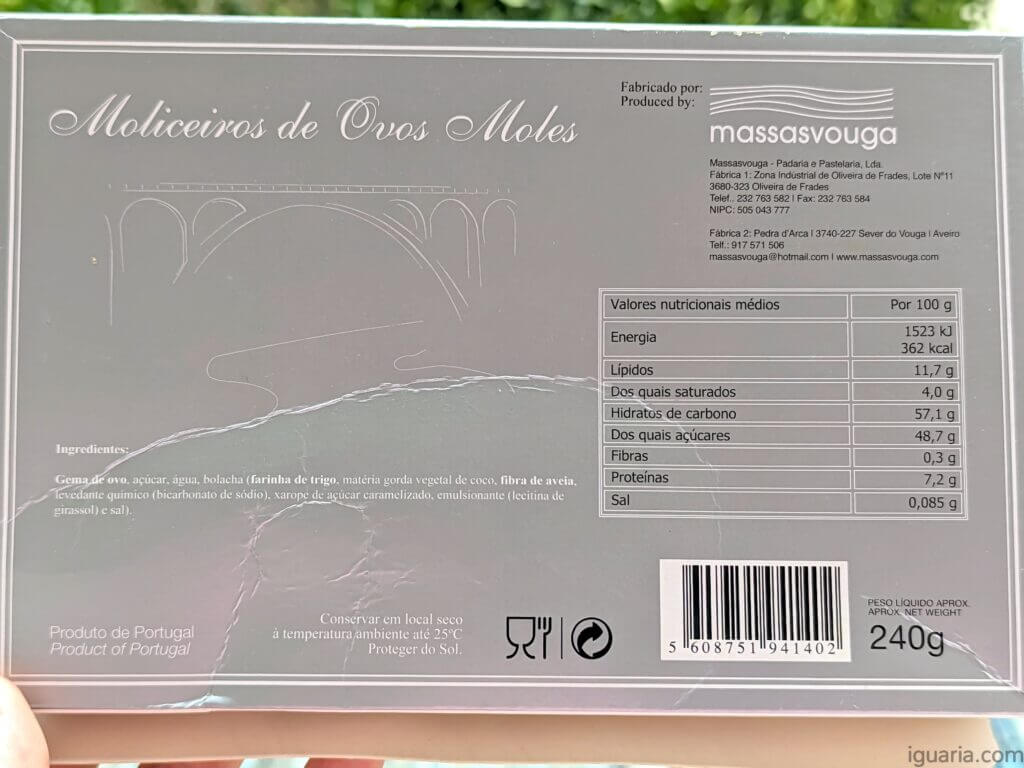 Moliceiros de Ovos Moles
Fabricado por:
Produced by:
massasvouga
Massasvouga - Padaria e Pastelaria, Lda.
Fábrica 1: Zona Industrial de Oliveira de Frades, Lote Nº11
3680-323 Oliveira de Frades
Telef.. 232 763 582 I Fax: 232 763 584
NIPC: 505 043 777
Fábrica 2: Pedra d'Arca I 3740-227 Sever do Vouga I Aveiro
Telf.: 917 571 506
massasvouga@hotmail.com I www.massasvouga.com
Valores nutricionais médios Por 100 g
Energia 1523 kJ
362 kcal
Lípidos 11,7 g
Dos quais saturados 4,0 g
Hidratos de carbono 57,1 g
Dos quais açúcares 48,7 g
Fibras 0,3 g
Proteínas 7,2 g
Sal 0,085 g
Ingredientes:
Gema de ovo, açúcar, água, bolacha (farinha de trigo, matéria gorda vegetal de coco, fibra de aveia,
levedante químico (bicarbonato de sódio), xarope de açúcar caramelizado, emulsionante (lecitina de
girassol) e sal).
Produto de Portugal
Product of Portugal
Conservar em local seco
à temperatura ambiente até 25ºC
Proteger do Sol.
5 608751 941402
PESO LÍQUIDO APROX.
APROX. NET WEIGHT
240g
iguaria.com